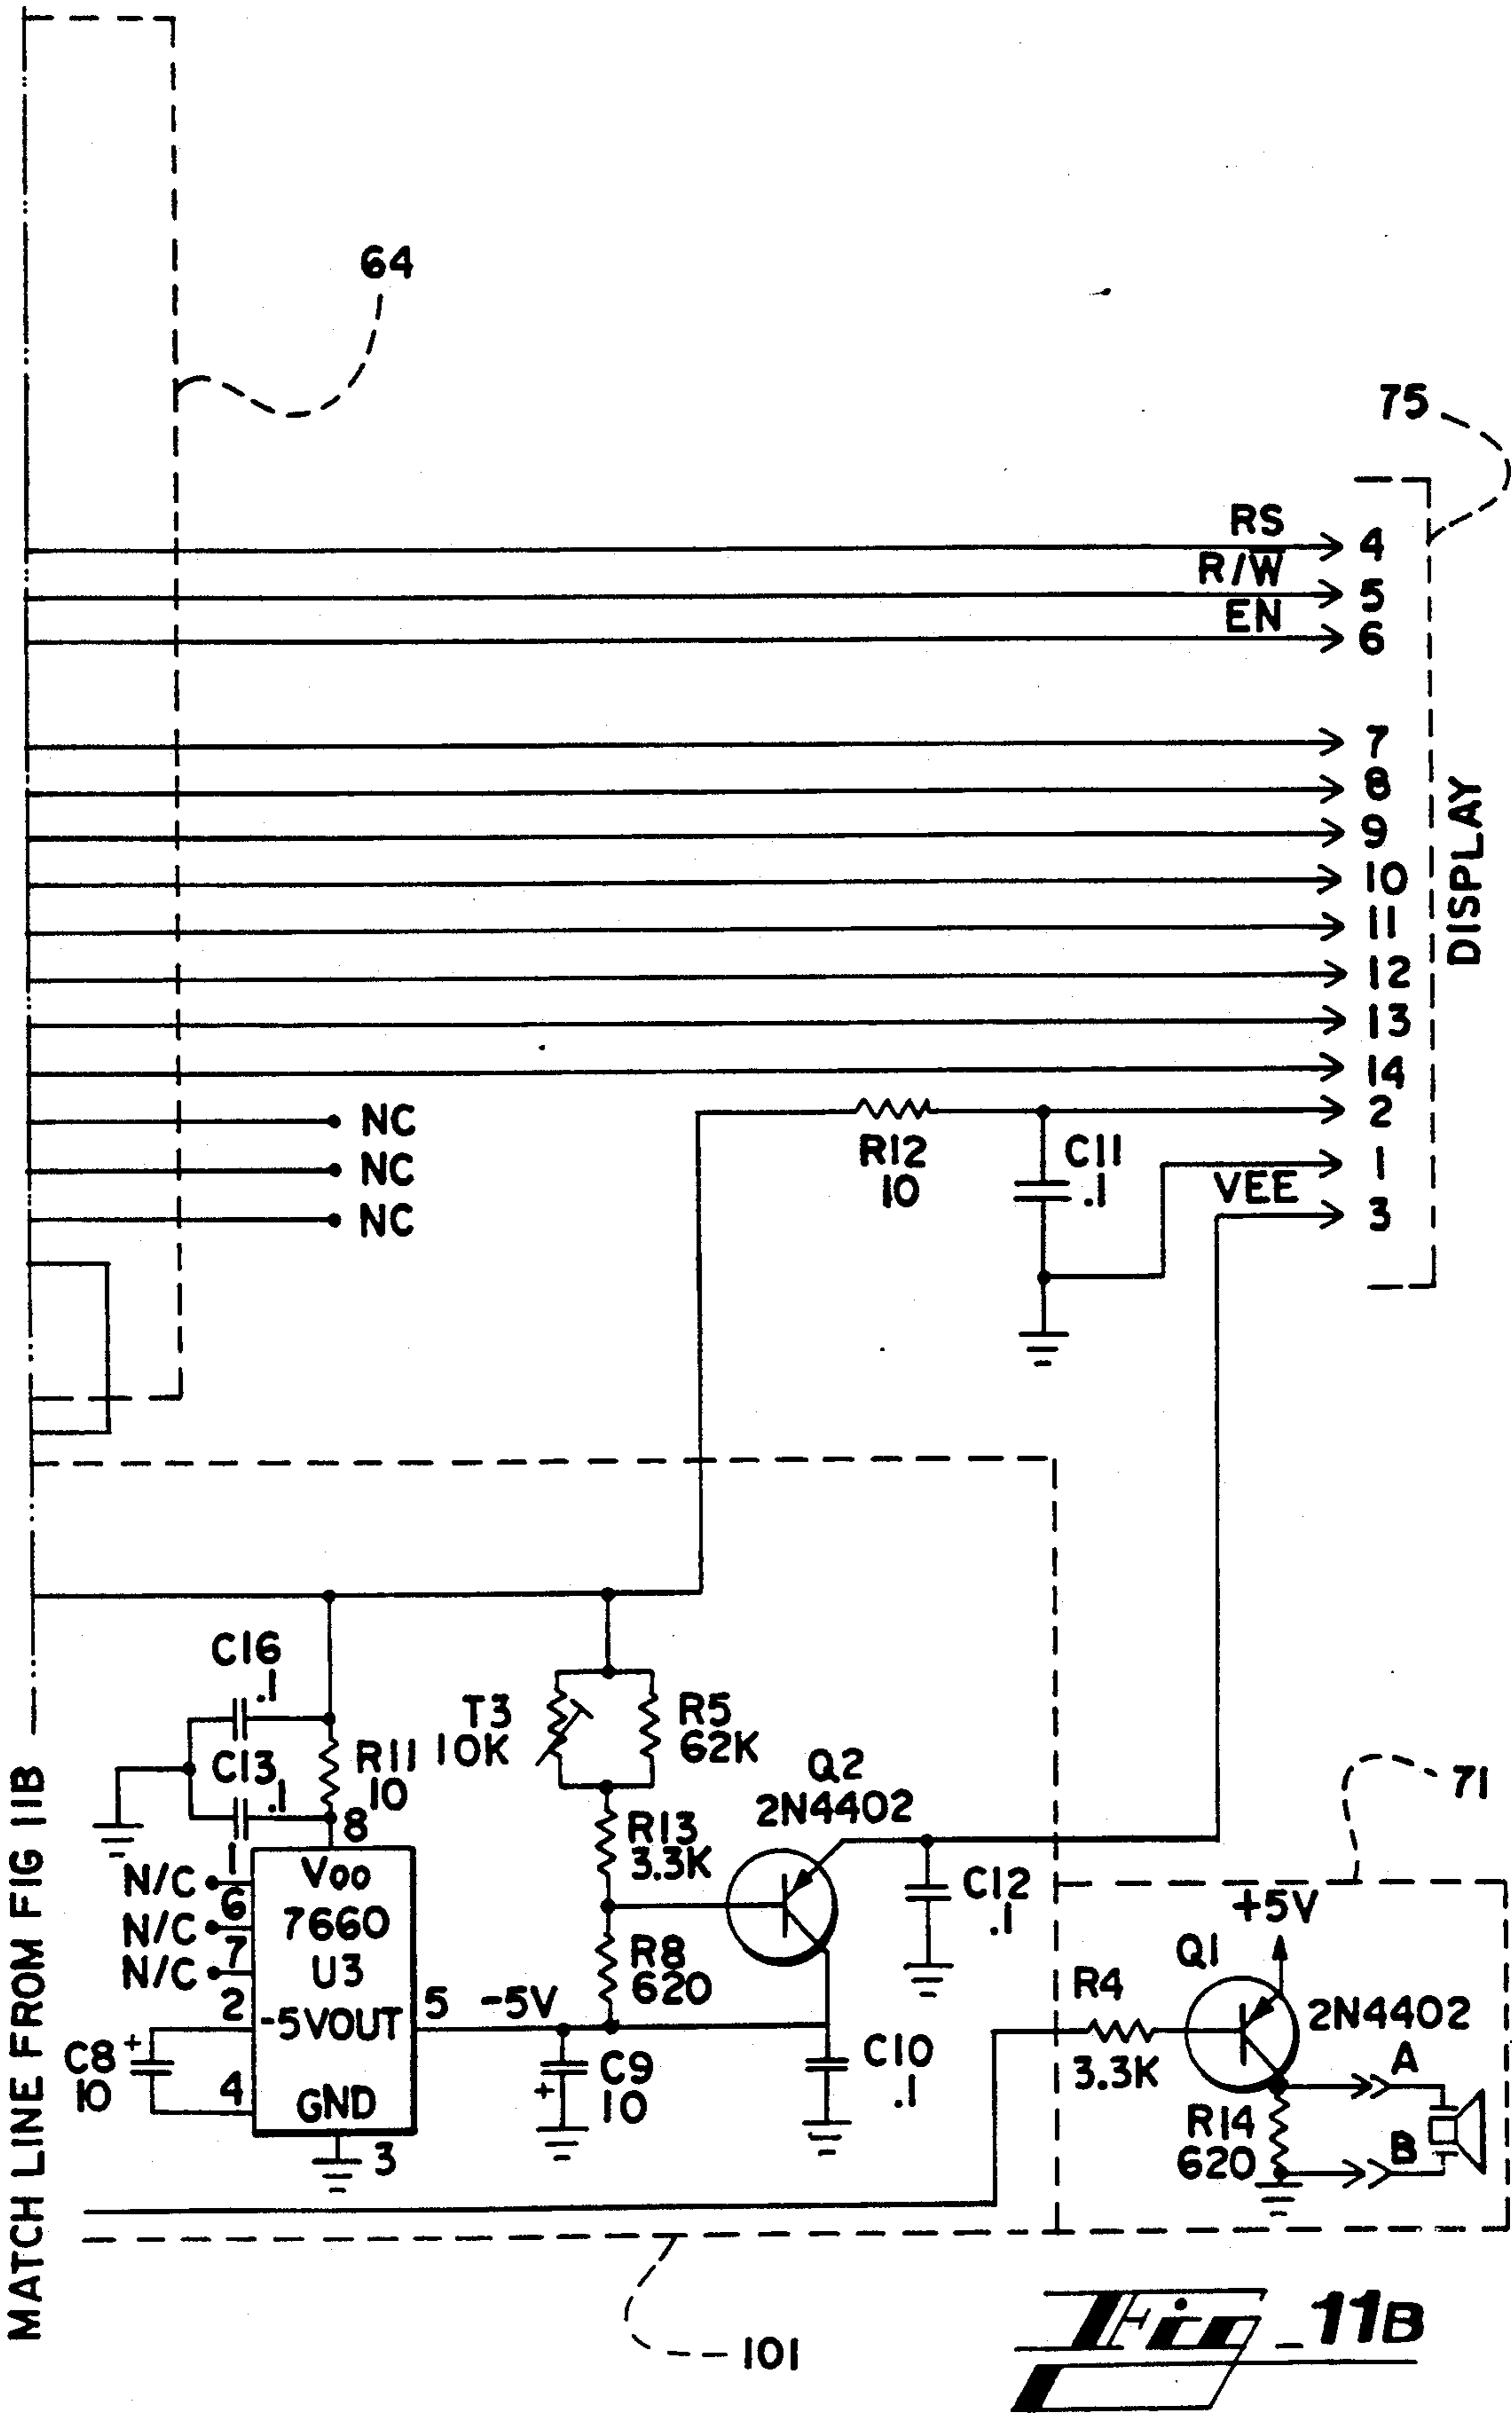 64
75
RS
4
R/W
5
EN
6
7
8
9
10
11
12
13
14
DISPLAY
NC
NC
NC
2
R12
10
C11
.1
1
VEE
3
C16
.1
T3
10K
R5
62K
C13
.1
R11
10
8
Q2
2N4402
71
R13
3.3K
1
N/C
6
N/C
7
N/C
VOO
7660
U3
-5VOUT
GND
C12
.1
+5V
R8
620
Q1
2N4402
R4
3.3K
2
5
-5V
C8
+
10
4
C9
+
10
C10
.1
A
R14
620
B
3
MATCH LINE FROM FIG 11B
101
Fig_11B